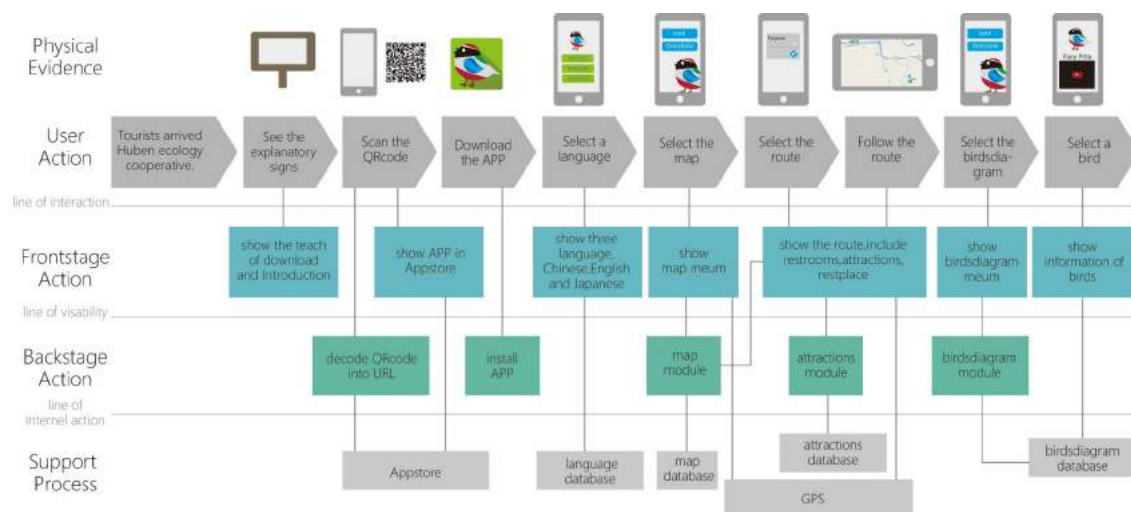 Physical
Evidence
Fairy Pitta
User
Action
Tourists arrived
Huben ecology
cooperative.
See the
explanatory
signs
Scan the
QRcode
Download
the APP
Select a
language
Select the
map
Select the
route
Follow the
route
Select the
birdsdia-
gram
Select a
bird
line of interaction
Frontstage
Action
show the teach
of download
and Introduction
show APP in
Appstore
show three
language,
Chinese,English
and Japanese
show
map meum
show the route,include
restrooms,attractions,
restplace
show
birdsdiagram
meum
show
information of
birds
line of visability
Backstage
Action
decode QRcode
into URL
install
APP
map
module
attractions
module
birdsdiagram
module
line of
internel action
Support
Process
Appstore
language
database
map
database
attractions
database
GPS
birdsdiagram
database